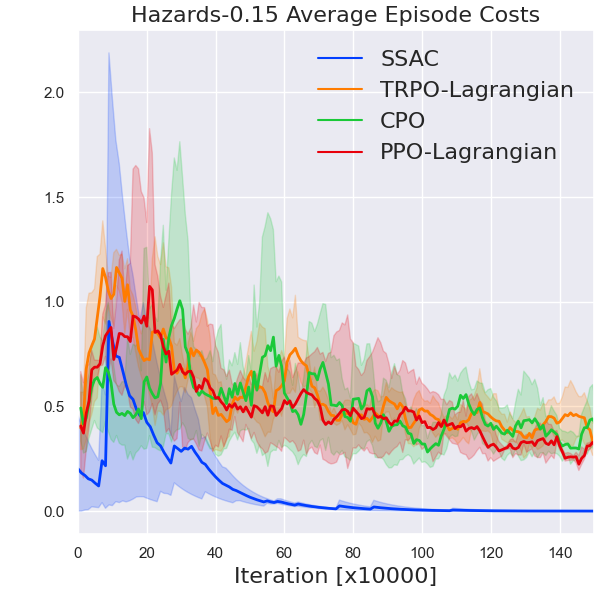 Hazards-0.15 Average Episode Costs
SSAC
TRPO-Lagrangian
CPO
PPO-Lagrangian
2.0
1.5
1.0
0.5
0.0
0 20 40 60 80 100 120 140
Iteration [x10000]